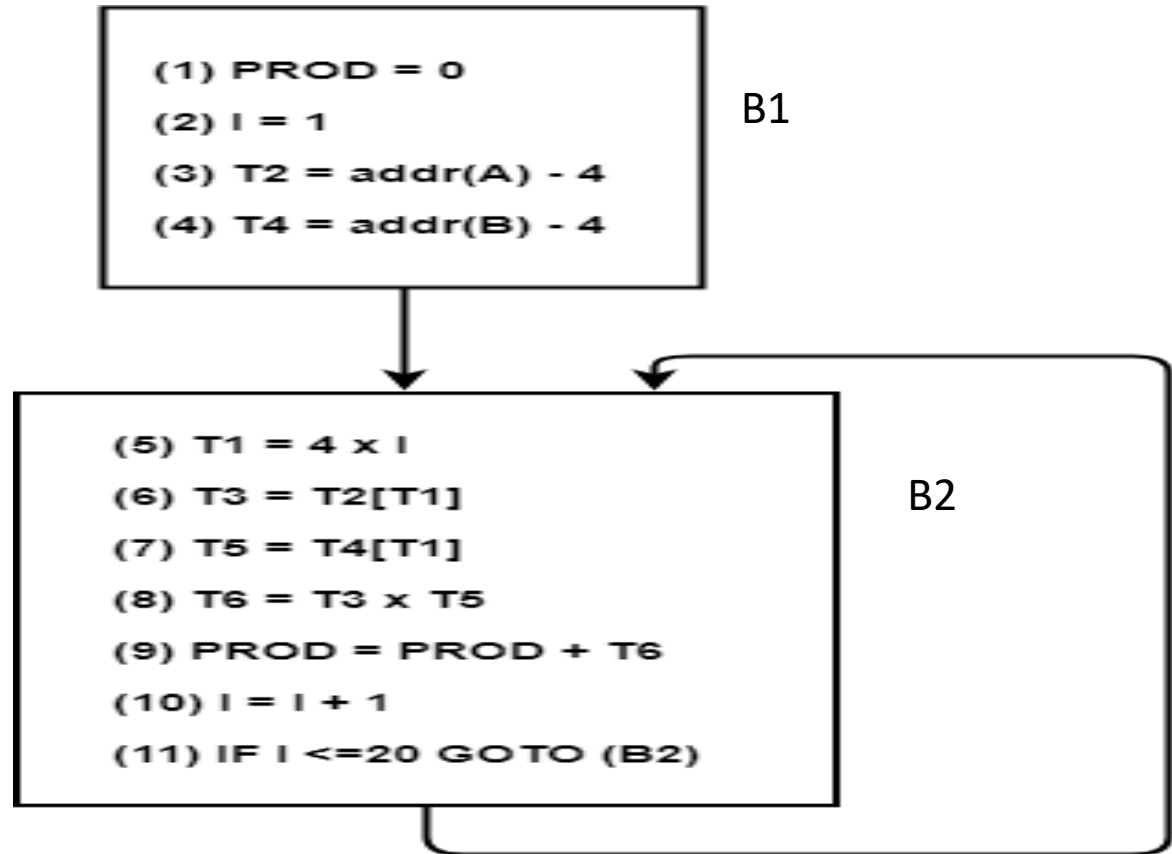 (1) PROD = 0
(2) I = 1
(3) T2 = addr(A) - 4
(4) T4 = addr(B) - 4
B1
(5) T1 = 4 x I
(6) T3 = T2[T1]
(7) T5 = T4[T1]
(8) T6 = T3 x T5
(9) PROD = PROD + T6
(10) I = I + 1
(11) IF I <=20 GOTO (B2)
B2